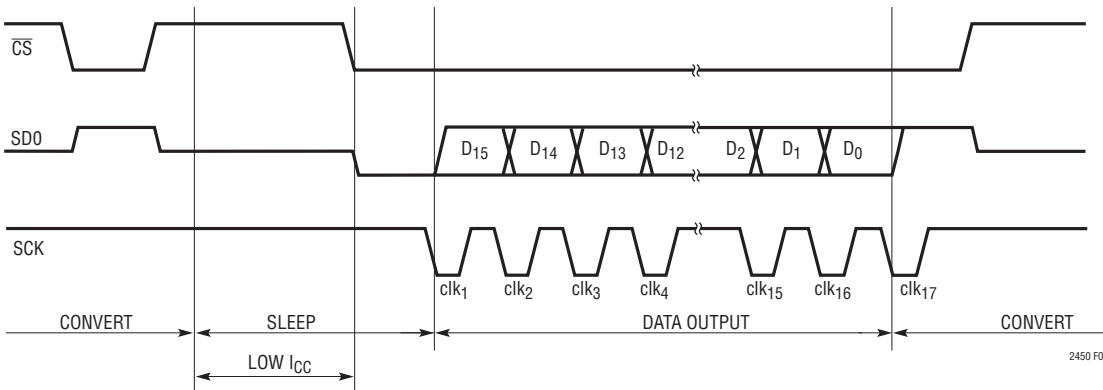 CS
SD0
D15 D14 D13 D12 D2 D1 D0
SCK
clk1 clk2 clk3 clk4 clk15 clk16 clk17
CONVERT SLEEP DATA OUTPUT CONVERT
LOW ICC
2450 F0